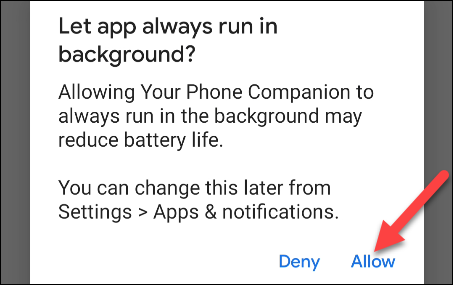 Let app always run in
background?
Allowing Your Phone Companion to
always run in the background may
reduce battery life.
You can change this later from
Settings > Apps & notifications.
Deny Allow